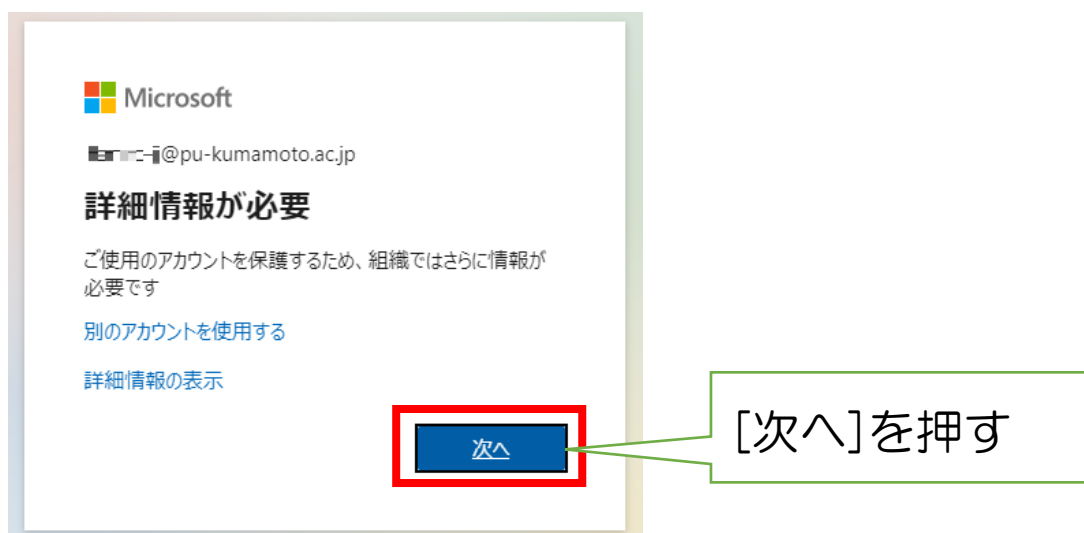 Microsoft
@pu-kumamoto.ac.jp
詳細情報が必要
ご使用のアカウントを保護するため、組織ではさらに情報が
必要です
別のアカウントを使用する
詳細情報の表示
次へ
[次へ]を押す